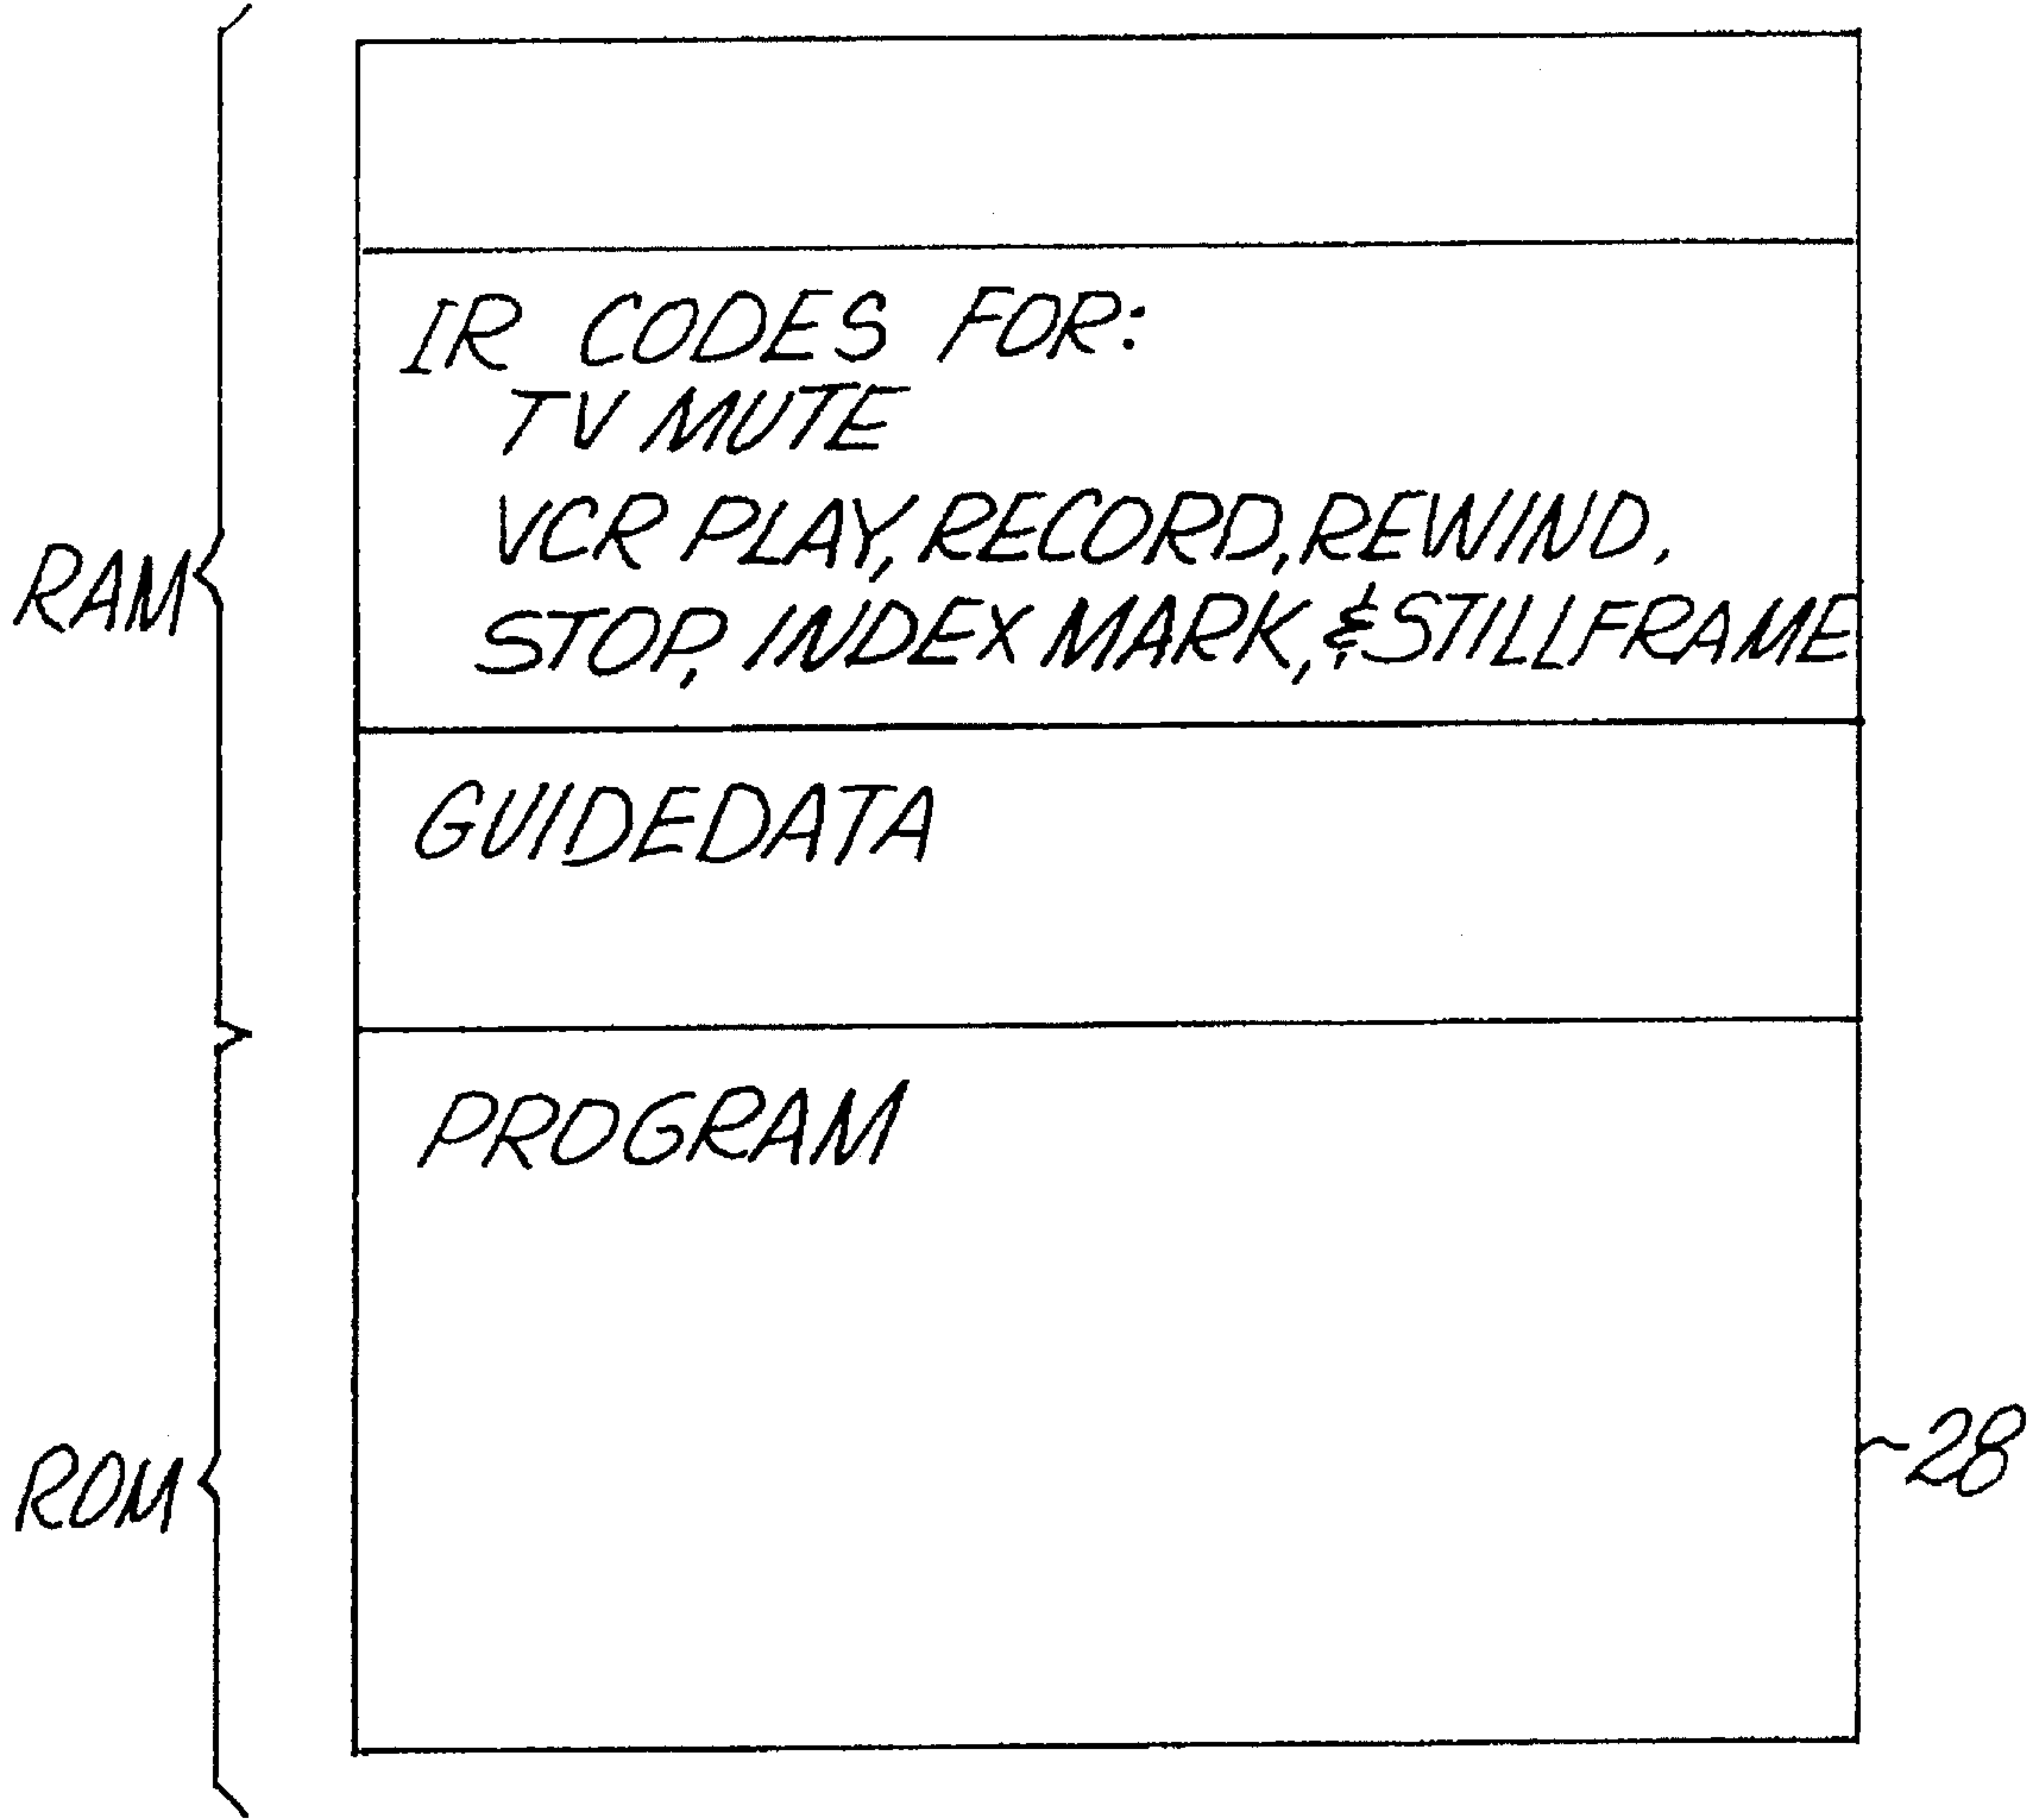 IR CODES FOR:
TV MUTE
VCR PLAY, RECORD, REWIND,
STOP, INDEX MARK, & STILLFRAME
RAM
GUIDEDATA
PROGRAM
ROM
28